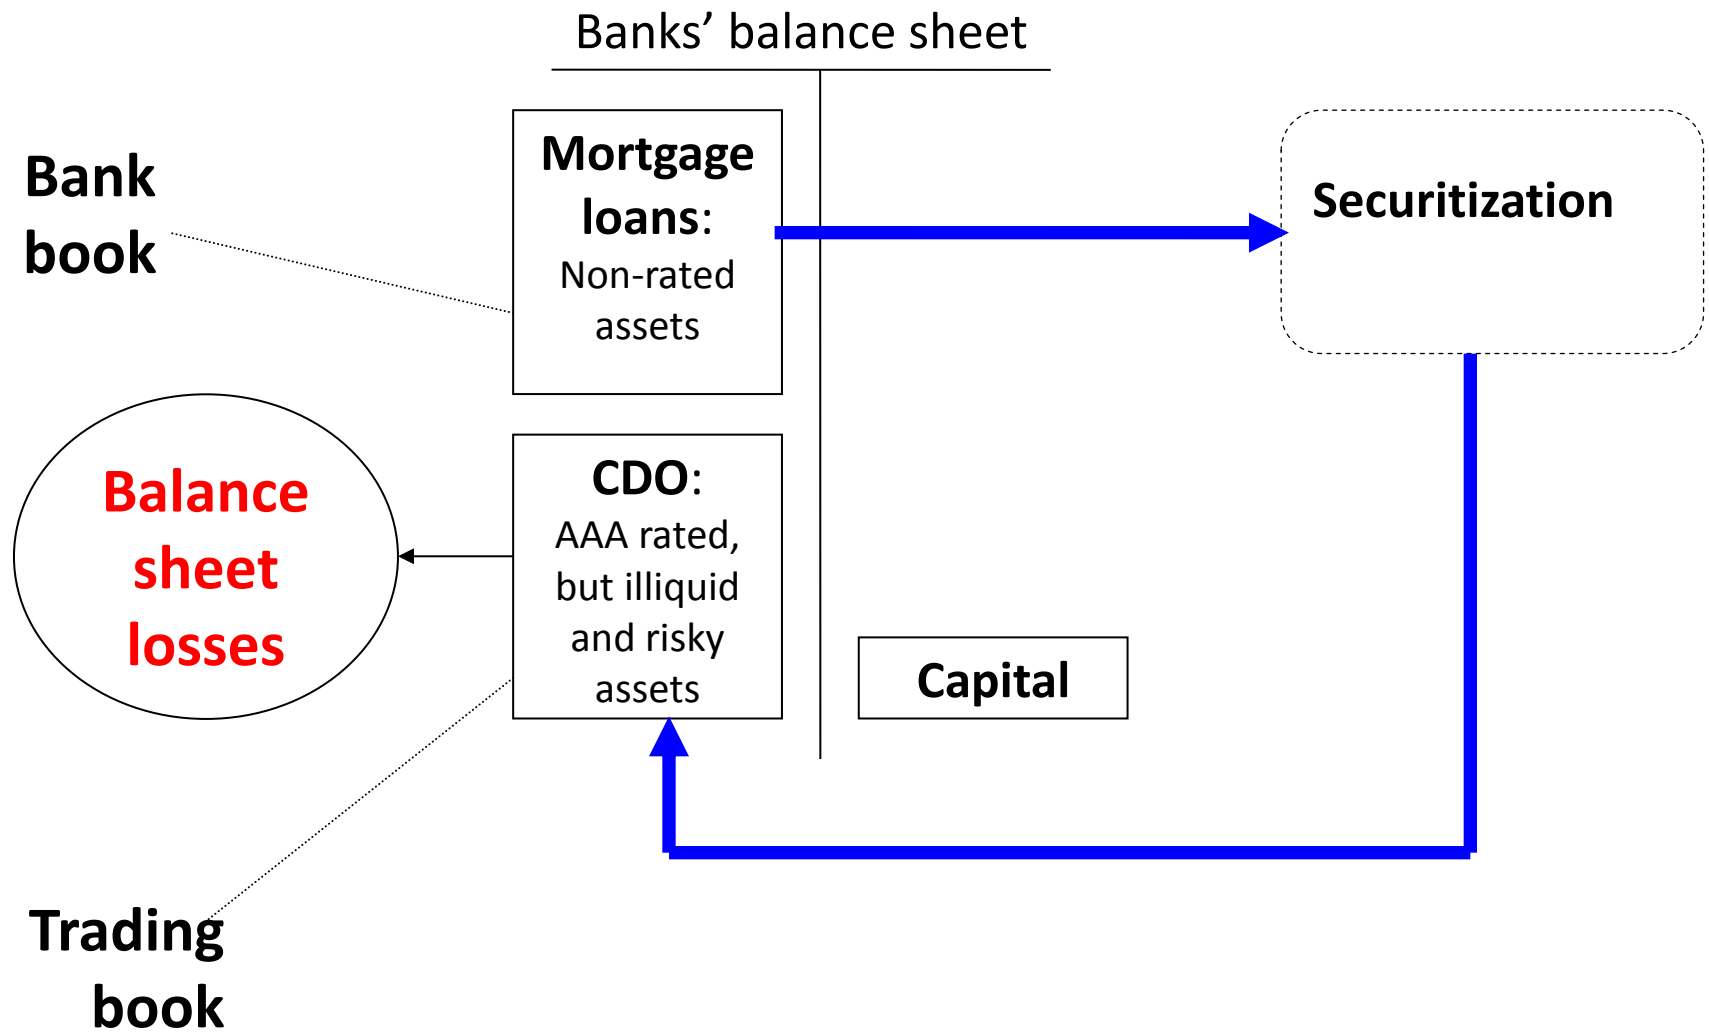 Banks’ balance sheet
Bank
book
Mortgage
loans:
Non-rated
assets
Securitization
Balance
sheet
losses
CDO:
AAA rated,
but illiquid
and risky
assets
Capital
Trading
book